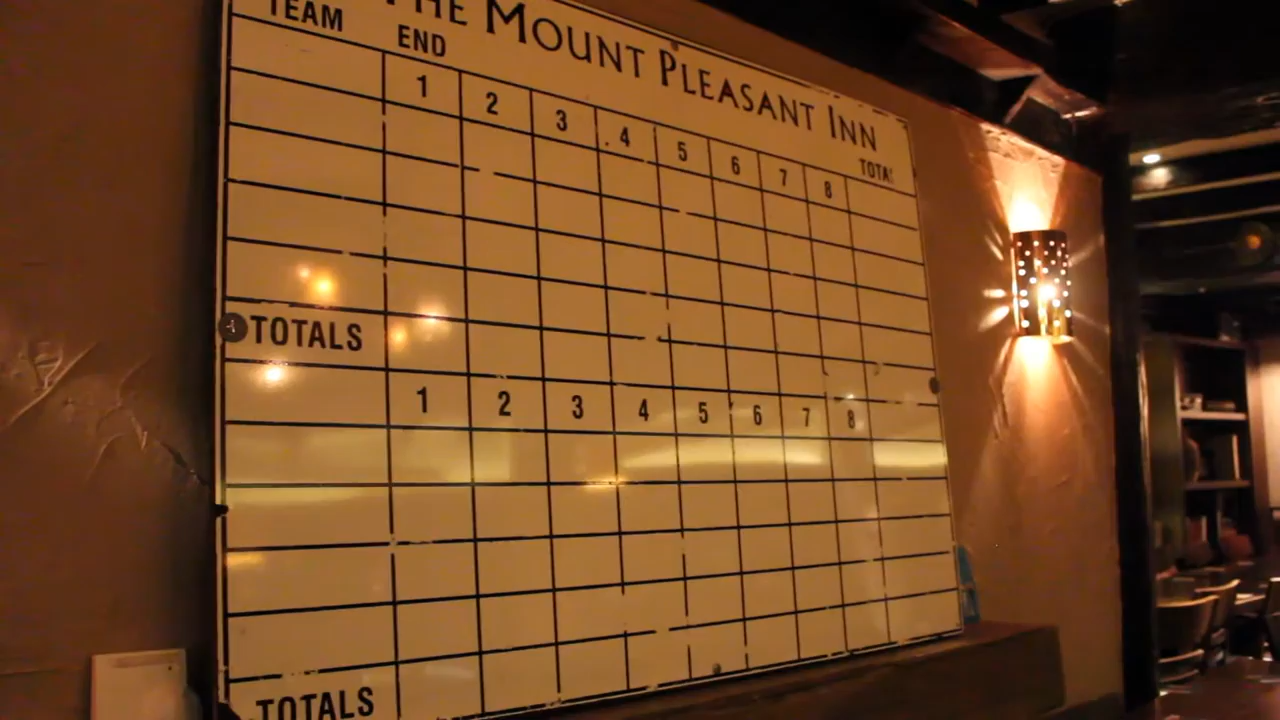 THE MOUNT PLEASANT INN
TEAM END TOTAL
1 2 3 4 5 6 7 8
TOTALS
1 2 3 4 5 6 7 8
TOTALS